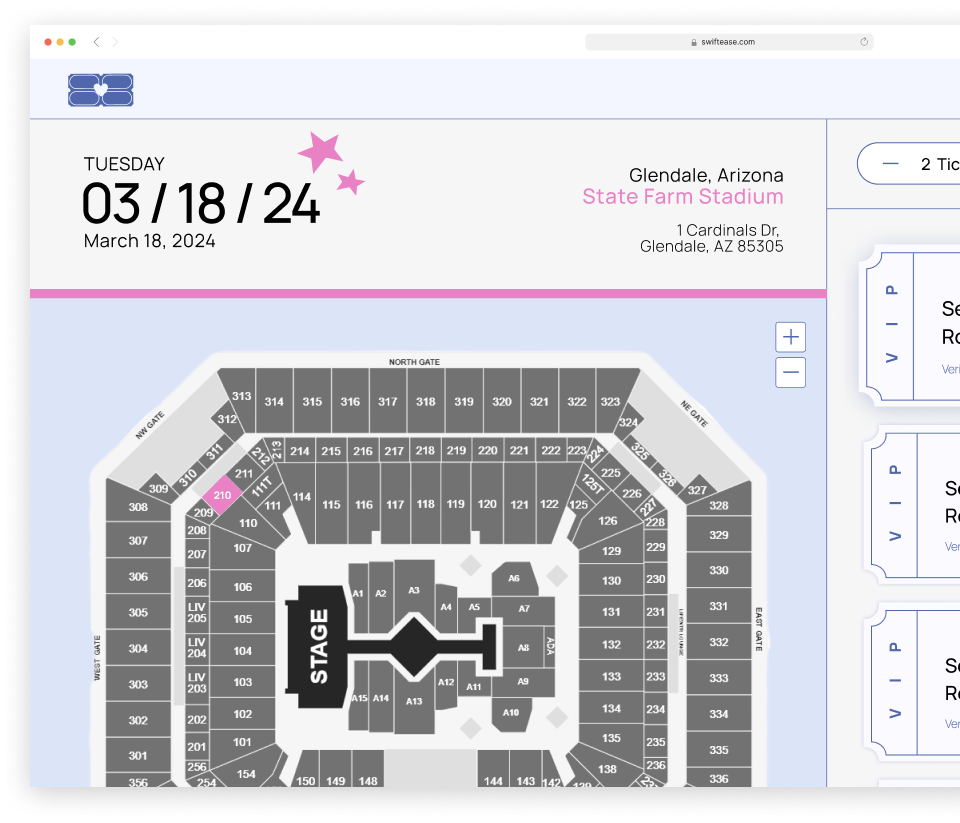 swiftease.com
TUESDAY
03 / 18 / 24
March 18, 2024
Glendale, Arizona
State Farm Stadium
1 Cardinals Dr,
Glendale, AZ 85305
2 Tic
VIP
Se
Ro
Veri
VIP
Se
Ro
Ver
VIP
Se
Ro
Ver
NORTH GATE
NW GATE
NE GATE
WEST GATE
EAST GATE
313 314 315 316 317 318 319 320 321 322 323
312 324
311 325
310 326
309 327
308 328
307 329
306 330
305 331
304 332
303 333
302 334
301 335
356 336
212 213 214 215 216 217 218 219 220 221 222 223 224
211 225
210 226
209 227
208 228
207 229
206 230
LIV 205 231
LIV 204 232
LIV 203 233
202 234
201 235
256 236
254
111T 125T
111 114 115 116 117 118 119 120 121 122 125
110 126
107 129
106 130
105 131
104 132
103 133
102 134
101 135
154 138
150 149 148 144 143 142 139
STAGE
A1 A2 A3 A4 A5 A6
A7
A8 ADA
A9
A15 A14 A13 A12 A11 A10